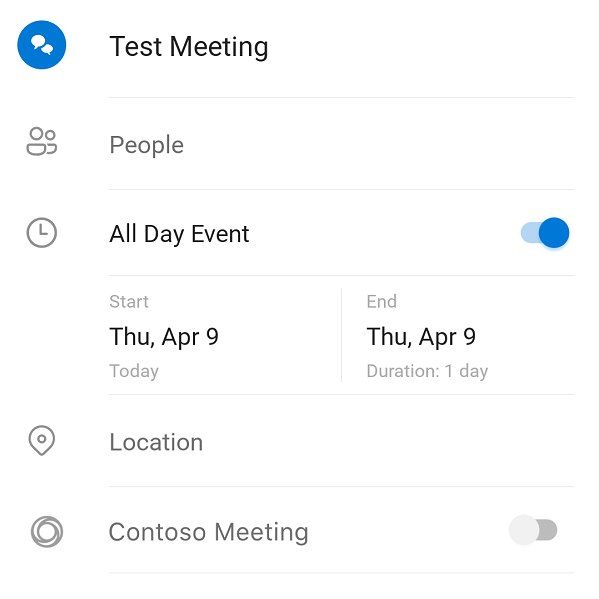 Test Meeting
People
All Day Event
Start
End
Thu, Apr 9
Thu, Apr 9
Today
Duration: 1 day
Location
Contoso Meeting